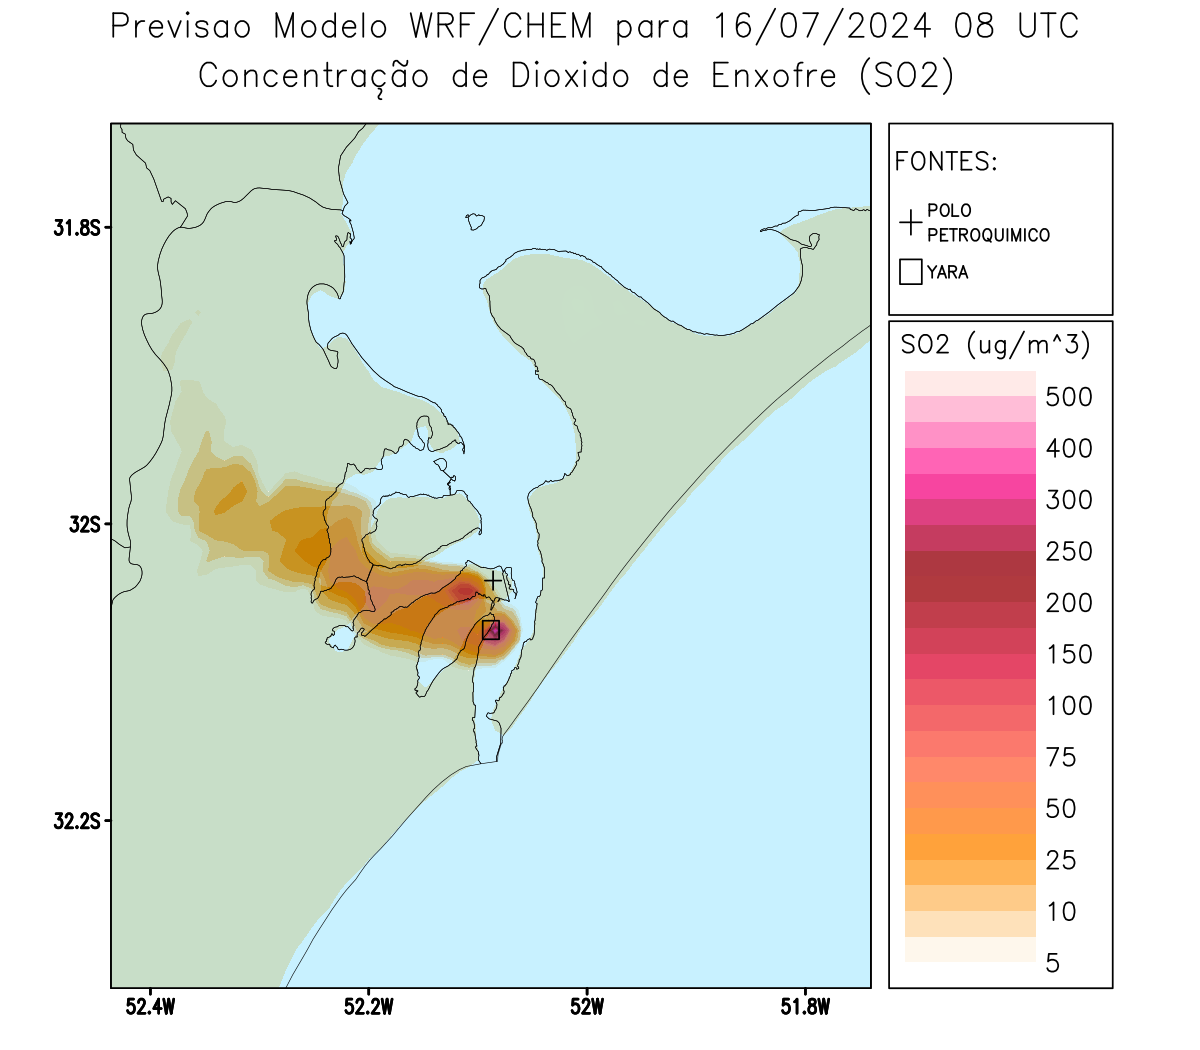 Previsao Modelo WRF/CHEM para 16/07/2024 08 UTC
Concentração de Dioxido de Enxofre (SO2)
FONTES:
POLO
PETROQUIMICO
YARA
SO2 (ug/m^3)
500
400
300
250
200
150
100
75
50
25
10
5
31.8S
32S
32.2S
52.4W 52.2W 52W 51.8W